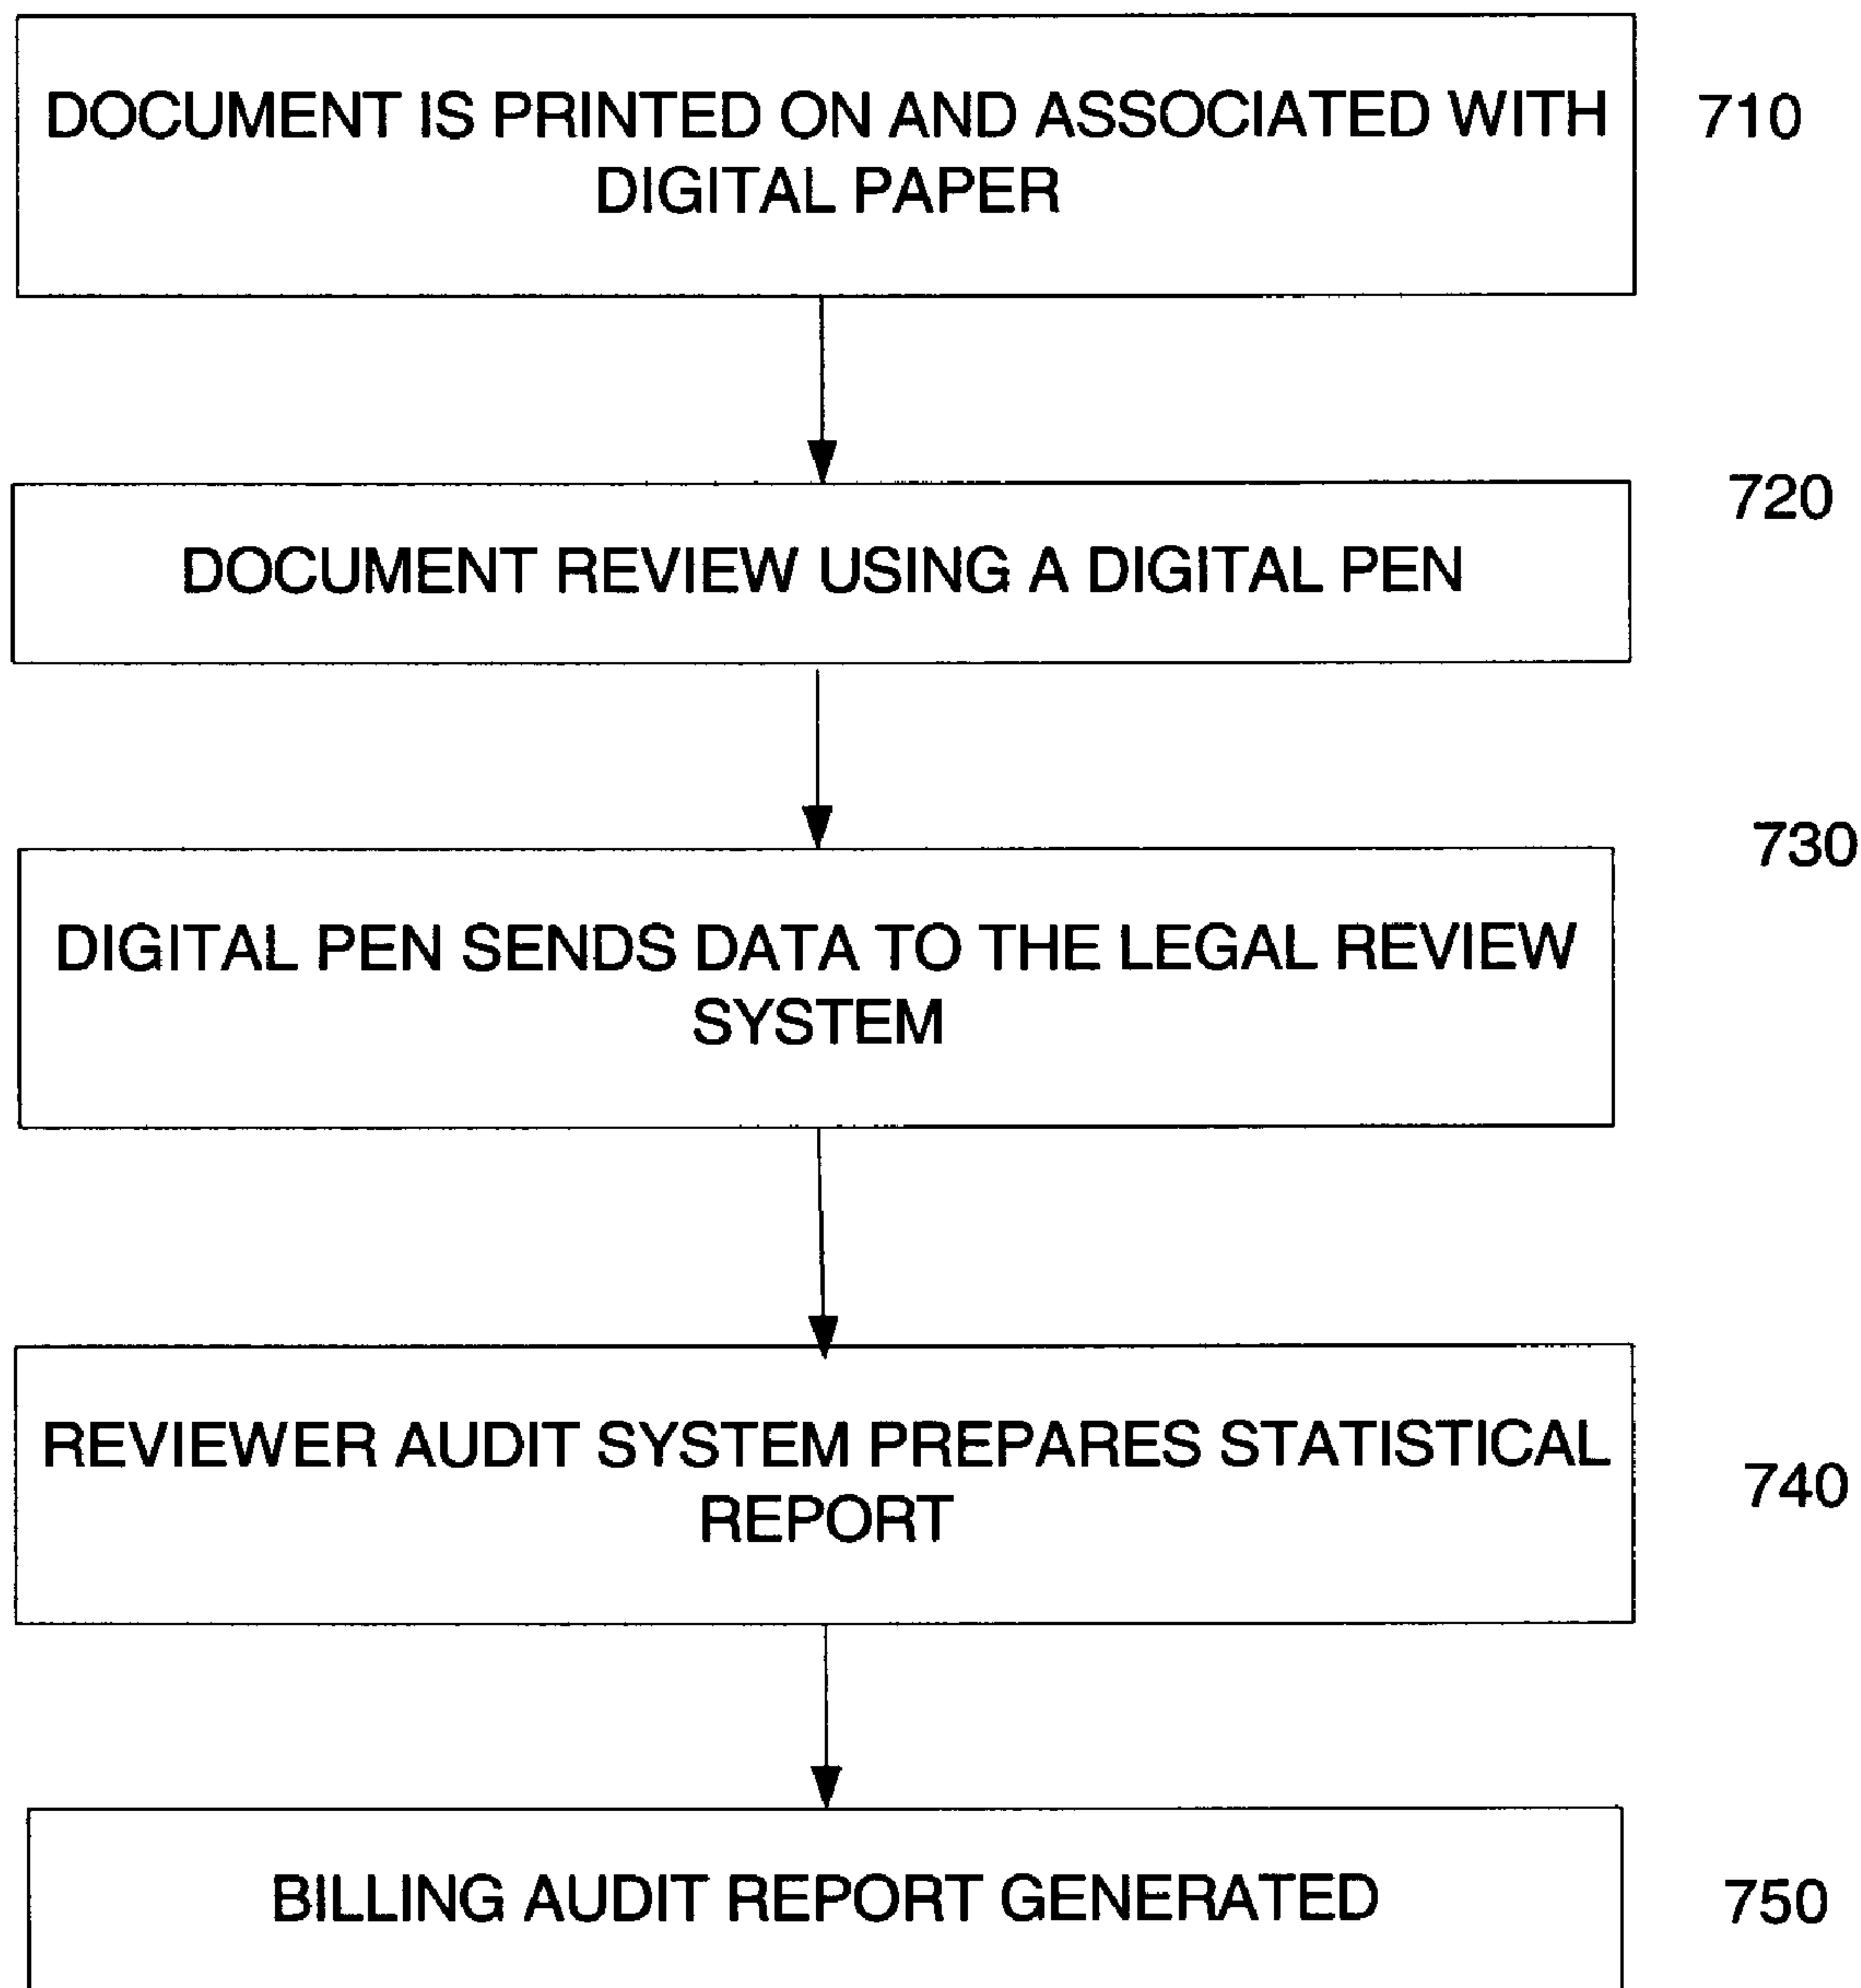 DOCUMENT IS PRINTED ON AND ASSOCIATED WITH
DIGITAL PAPER
710
DOCUMENT REVIEW USING A DIGITAL PEN
720
DIGITAL PEN SENDS DATA TO THE LEGAL REVIEW
SYSTEM
730
REVIEWER AUDIT SYSTEM PREPARES STATISTICAL
REPORT
740
BILLING AUDIT REPORT GENERATED
750